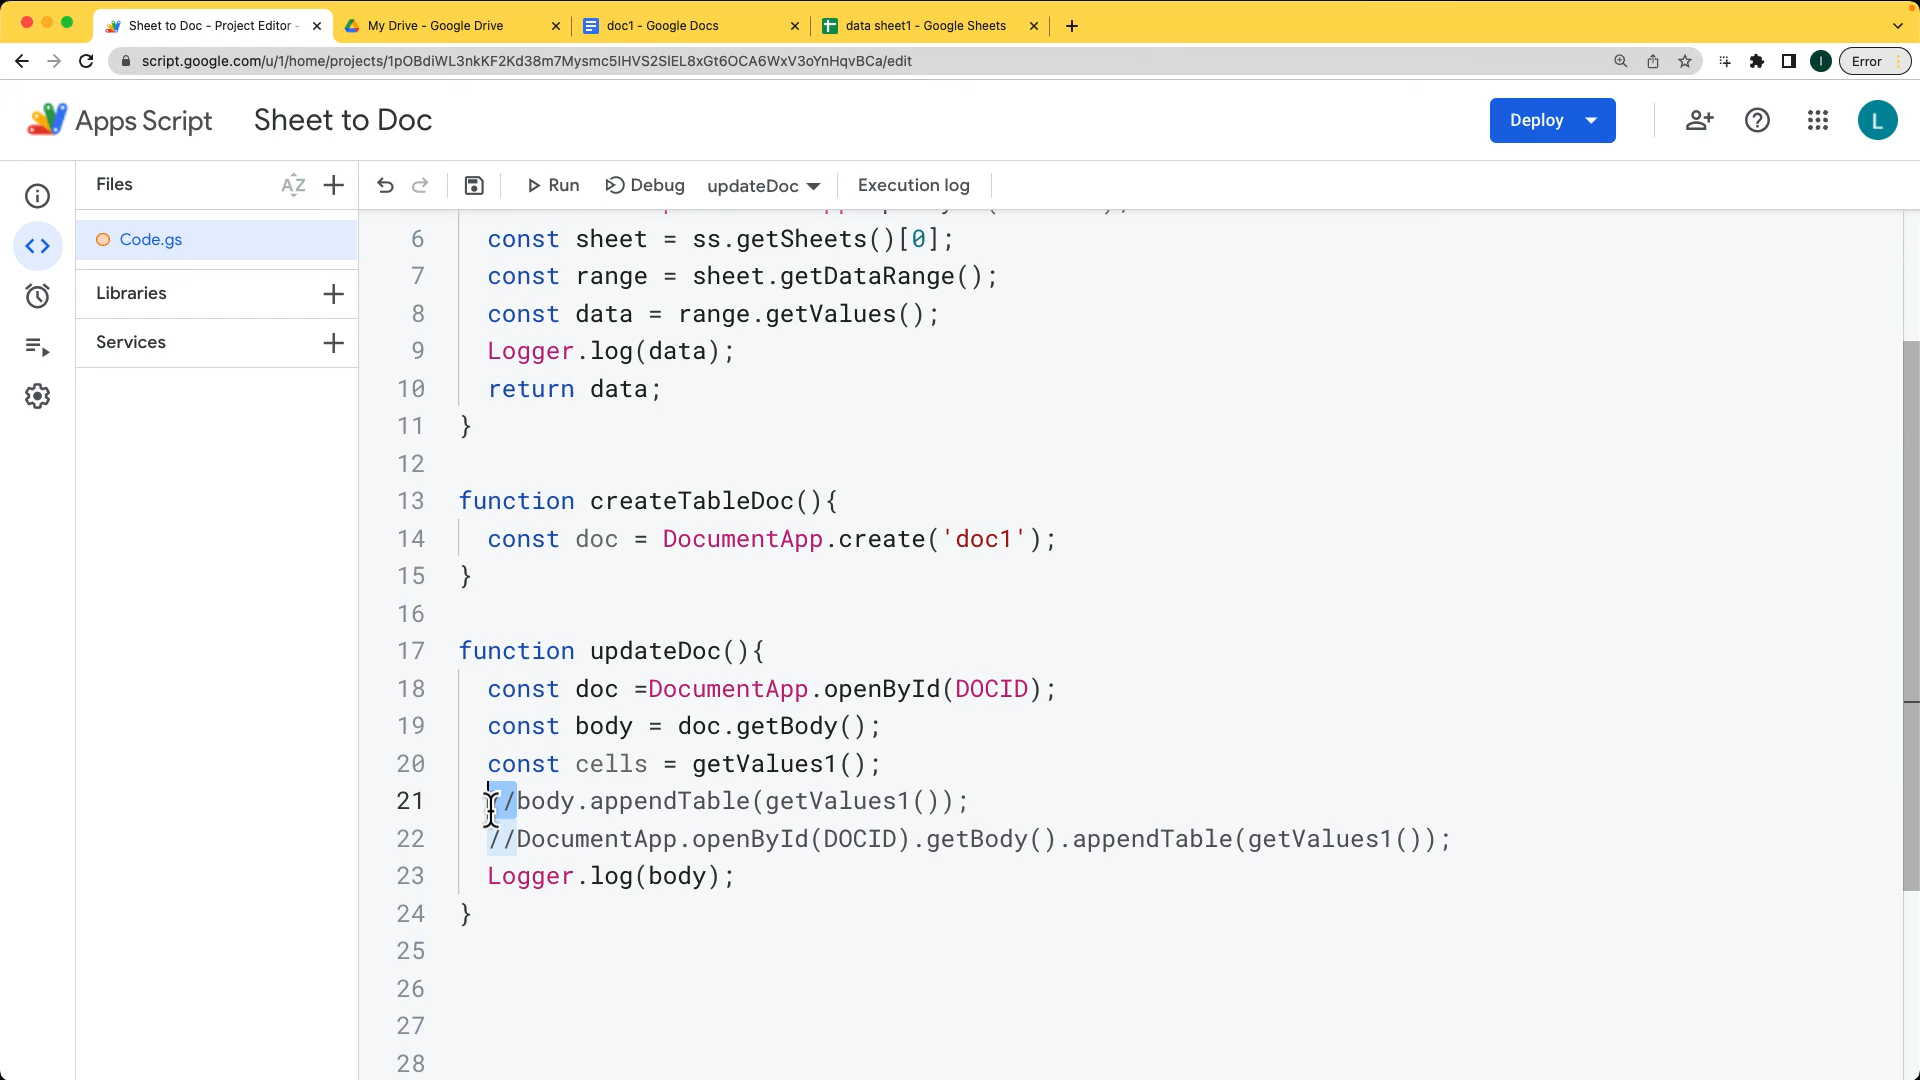 Sheet to Doc - Project Editor -
My Drive - Google Drive
doc1 - Google Docs
data sheet1 - Google Sheets
script.google.com/u/1/home/projects/1pOBdiWL3nkKF2Kd38m7Mysmc5IHVS2SIEL8xGt6OCA6WxV3oYnHqvBCa/edit
I
Error
Apps Script
Sheet to Doc
Deploy
L
Files
AZ
Run
Debug
updateDoc
Execution log
Code.gs
Libraries
Services
6 const sheet = ss.getSheets()[0];
7 const range = sheet.getDataRange();
8 const data = range.getValues();
9 Logger.log(data);
10 return data;
11 }
12
13 function createTableDoc(){
14 const doc = DocumentApp.create('doc1');
15 }
16
17 function updateDoc(){
18 const doc =DocumentApp.openById(DOCID);
19 const body = doc.getBody();
20 const cells = getValues1();
21 //body.appendTable(getValues1());
22 //DocumentApp.openById(DOCID).getBody().appendTable(getValues1());
23 Logger.log(body);
24 }
25
26
27
28